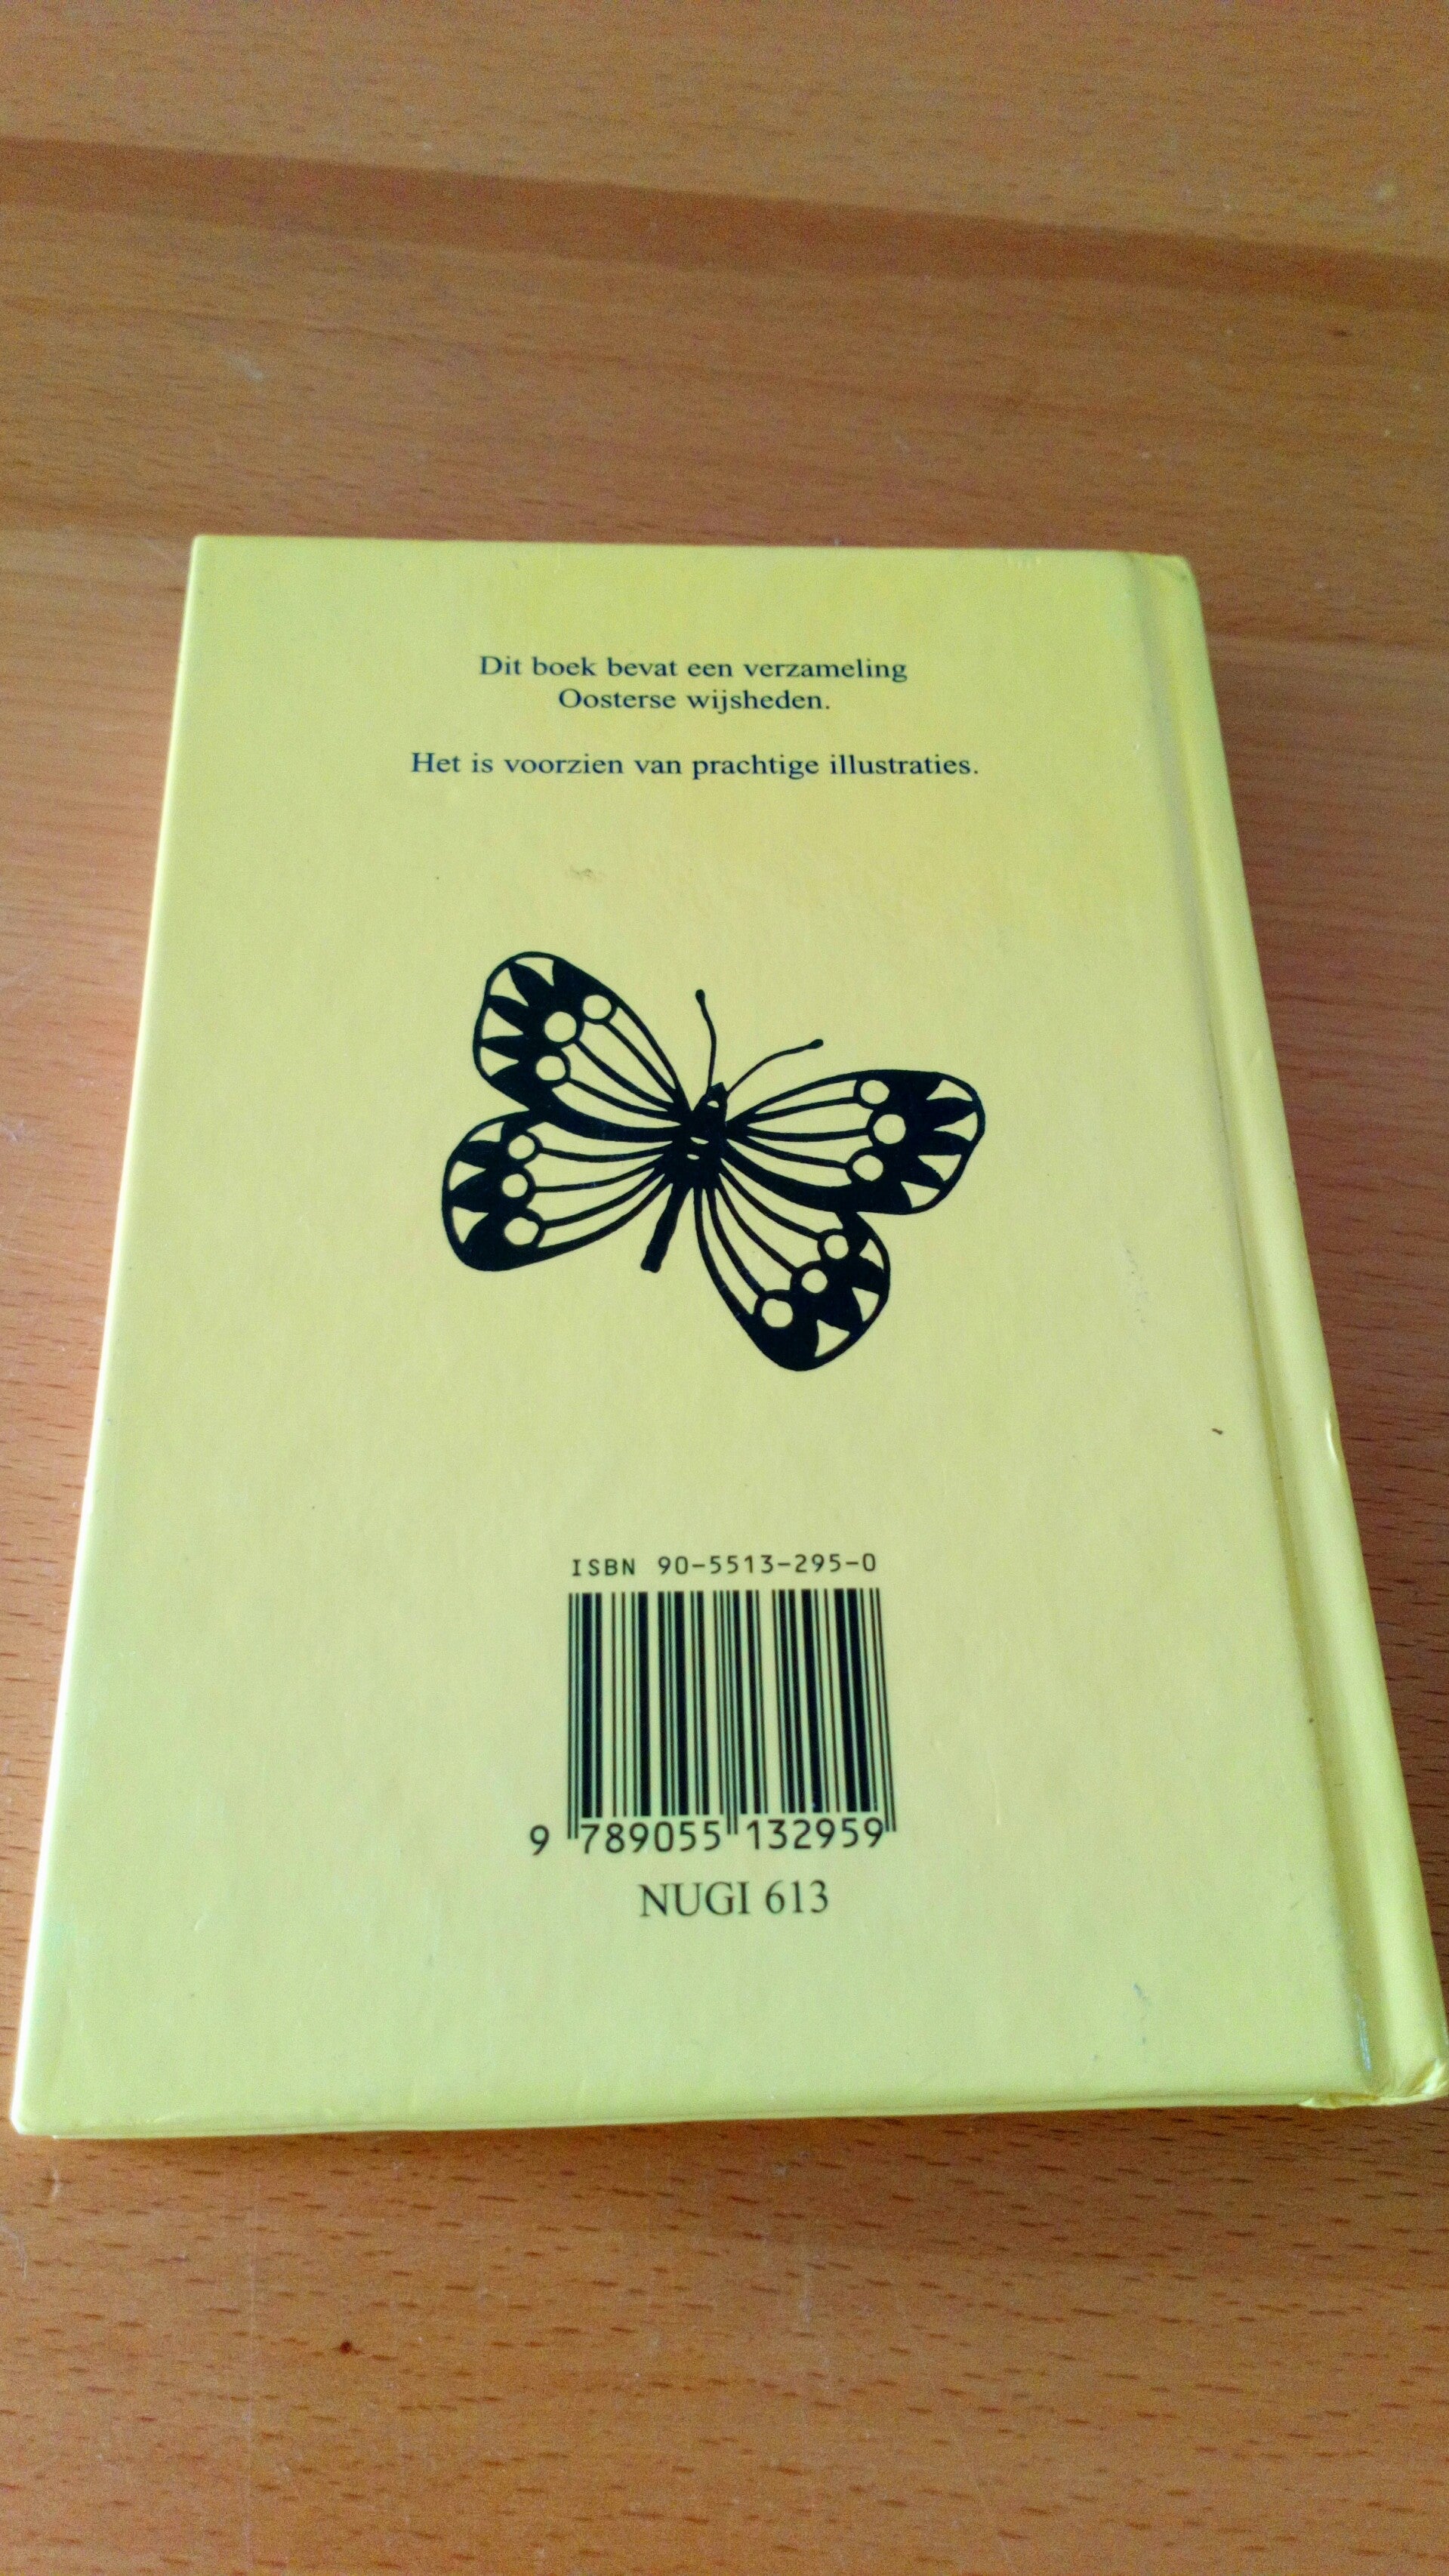 Dit boek bevat een verzameling
Oosterse wijsheden.
Het is voorzien van prachtige illustraties.
ISBN 90-5513-295-0
9 789055 132959
NUGI 613